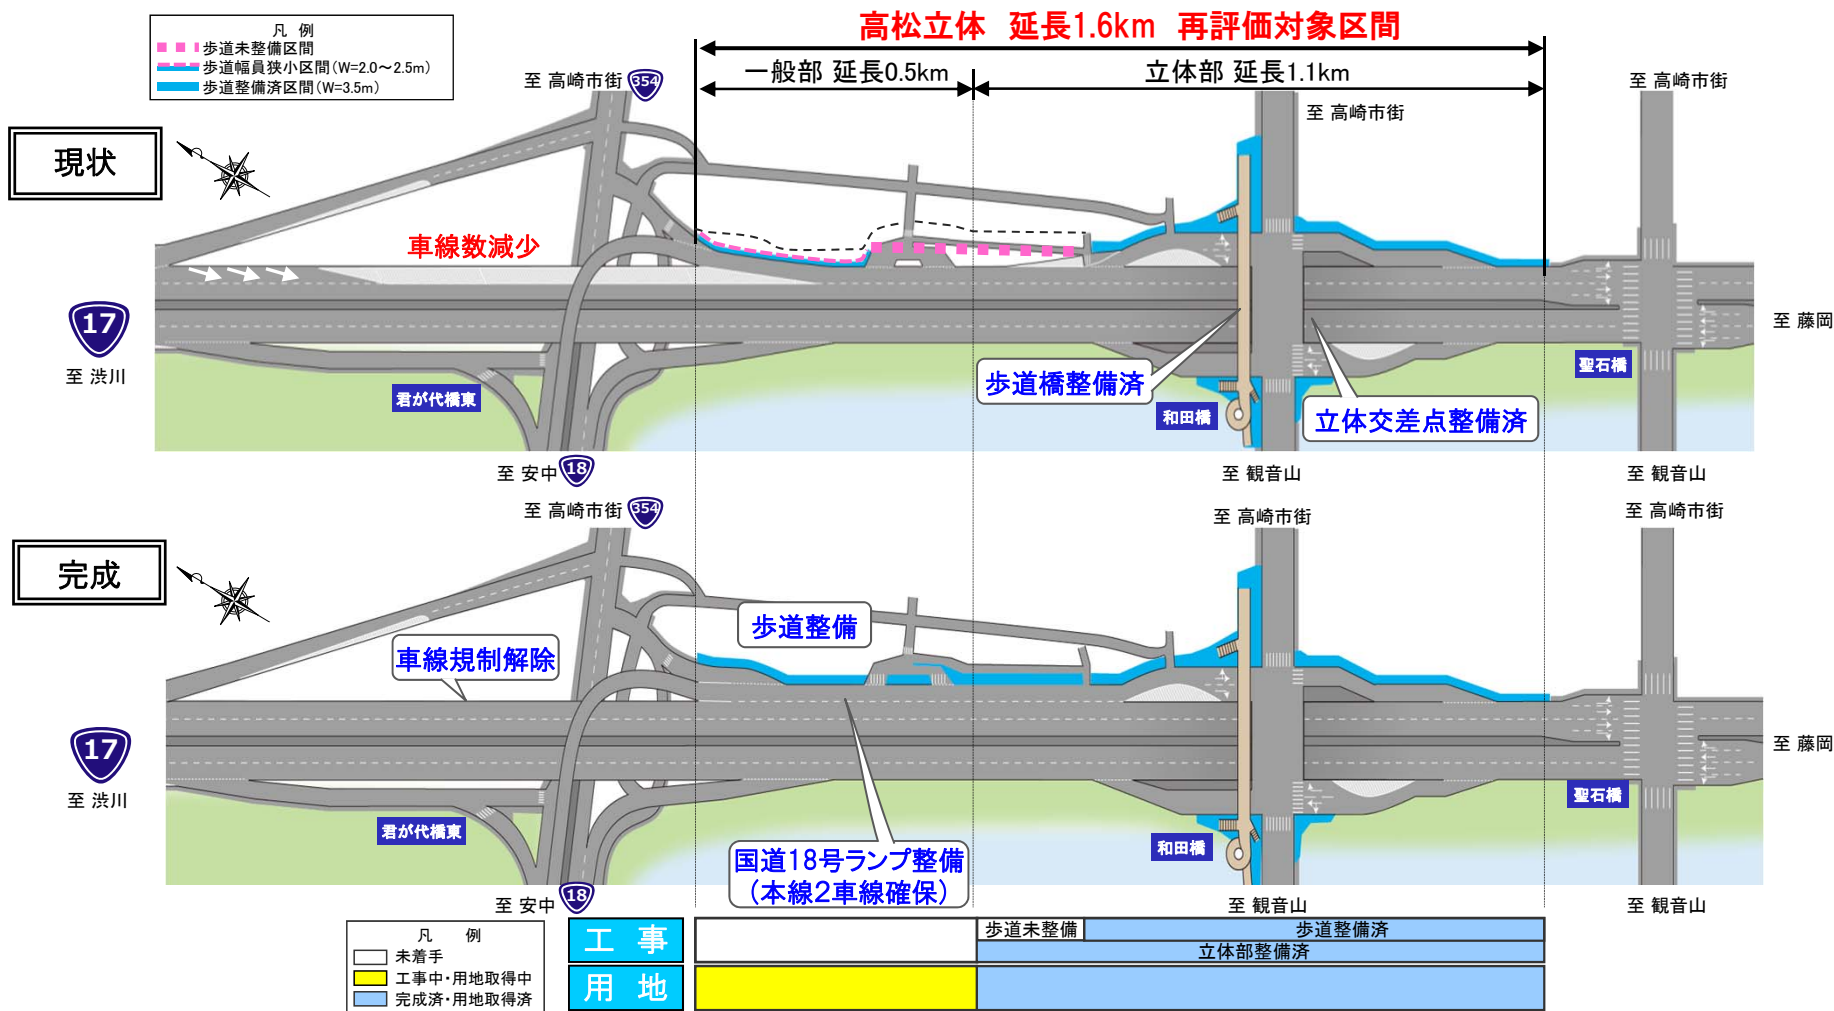 高松立体 延長1.6km 再評価対象区間
凡 例
歩道未整備区間
歩道幅員狭小区間(W=2.0～2.5m)
歩道整備済区間(W=3.5m)
一般部 延長0.5km
立体部 延長1.1km
至 高崎市街
354
至 高崎市街
至 高崎市街
現状
車線数減少
17
至 渋川
至 藤岡
君が代橋東
歩道橋整備済
和田橋
立体交差点整備済
聖石橋
至 安中
18
至 観音山
至 観音山
至 高崎市街
354
至 高崎市街
至 高崎市街
完成
歩道整備
車線規制解除
17
至 渋川
至 藤岡
君が代橋東
国道18号ランプ整備
(本線2車線確保)
和田橋
聖石橋
至 安中
18
至 観音山
至 観音山
凡 例
未着手
工事中・用地取得中
完成済・用地取得済
工 事
歩道未整備
歩道整備済
立体部整備済
用 地